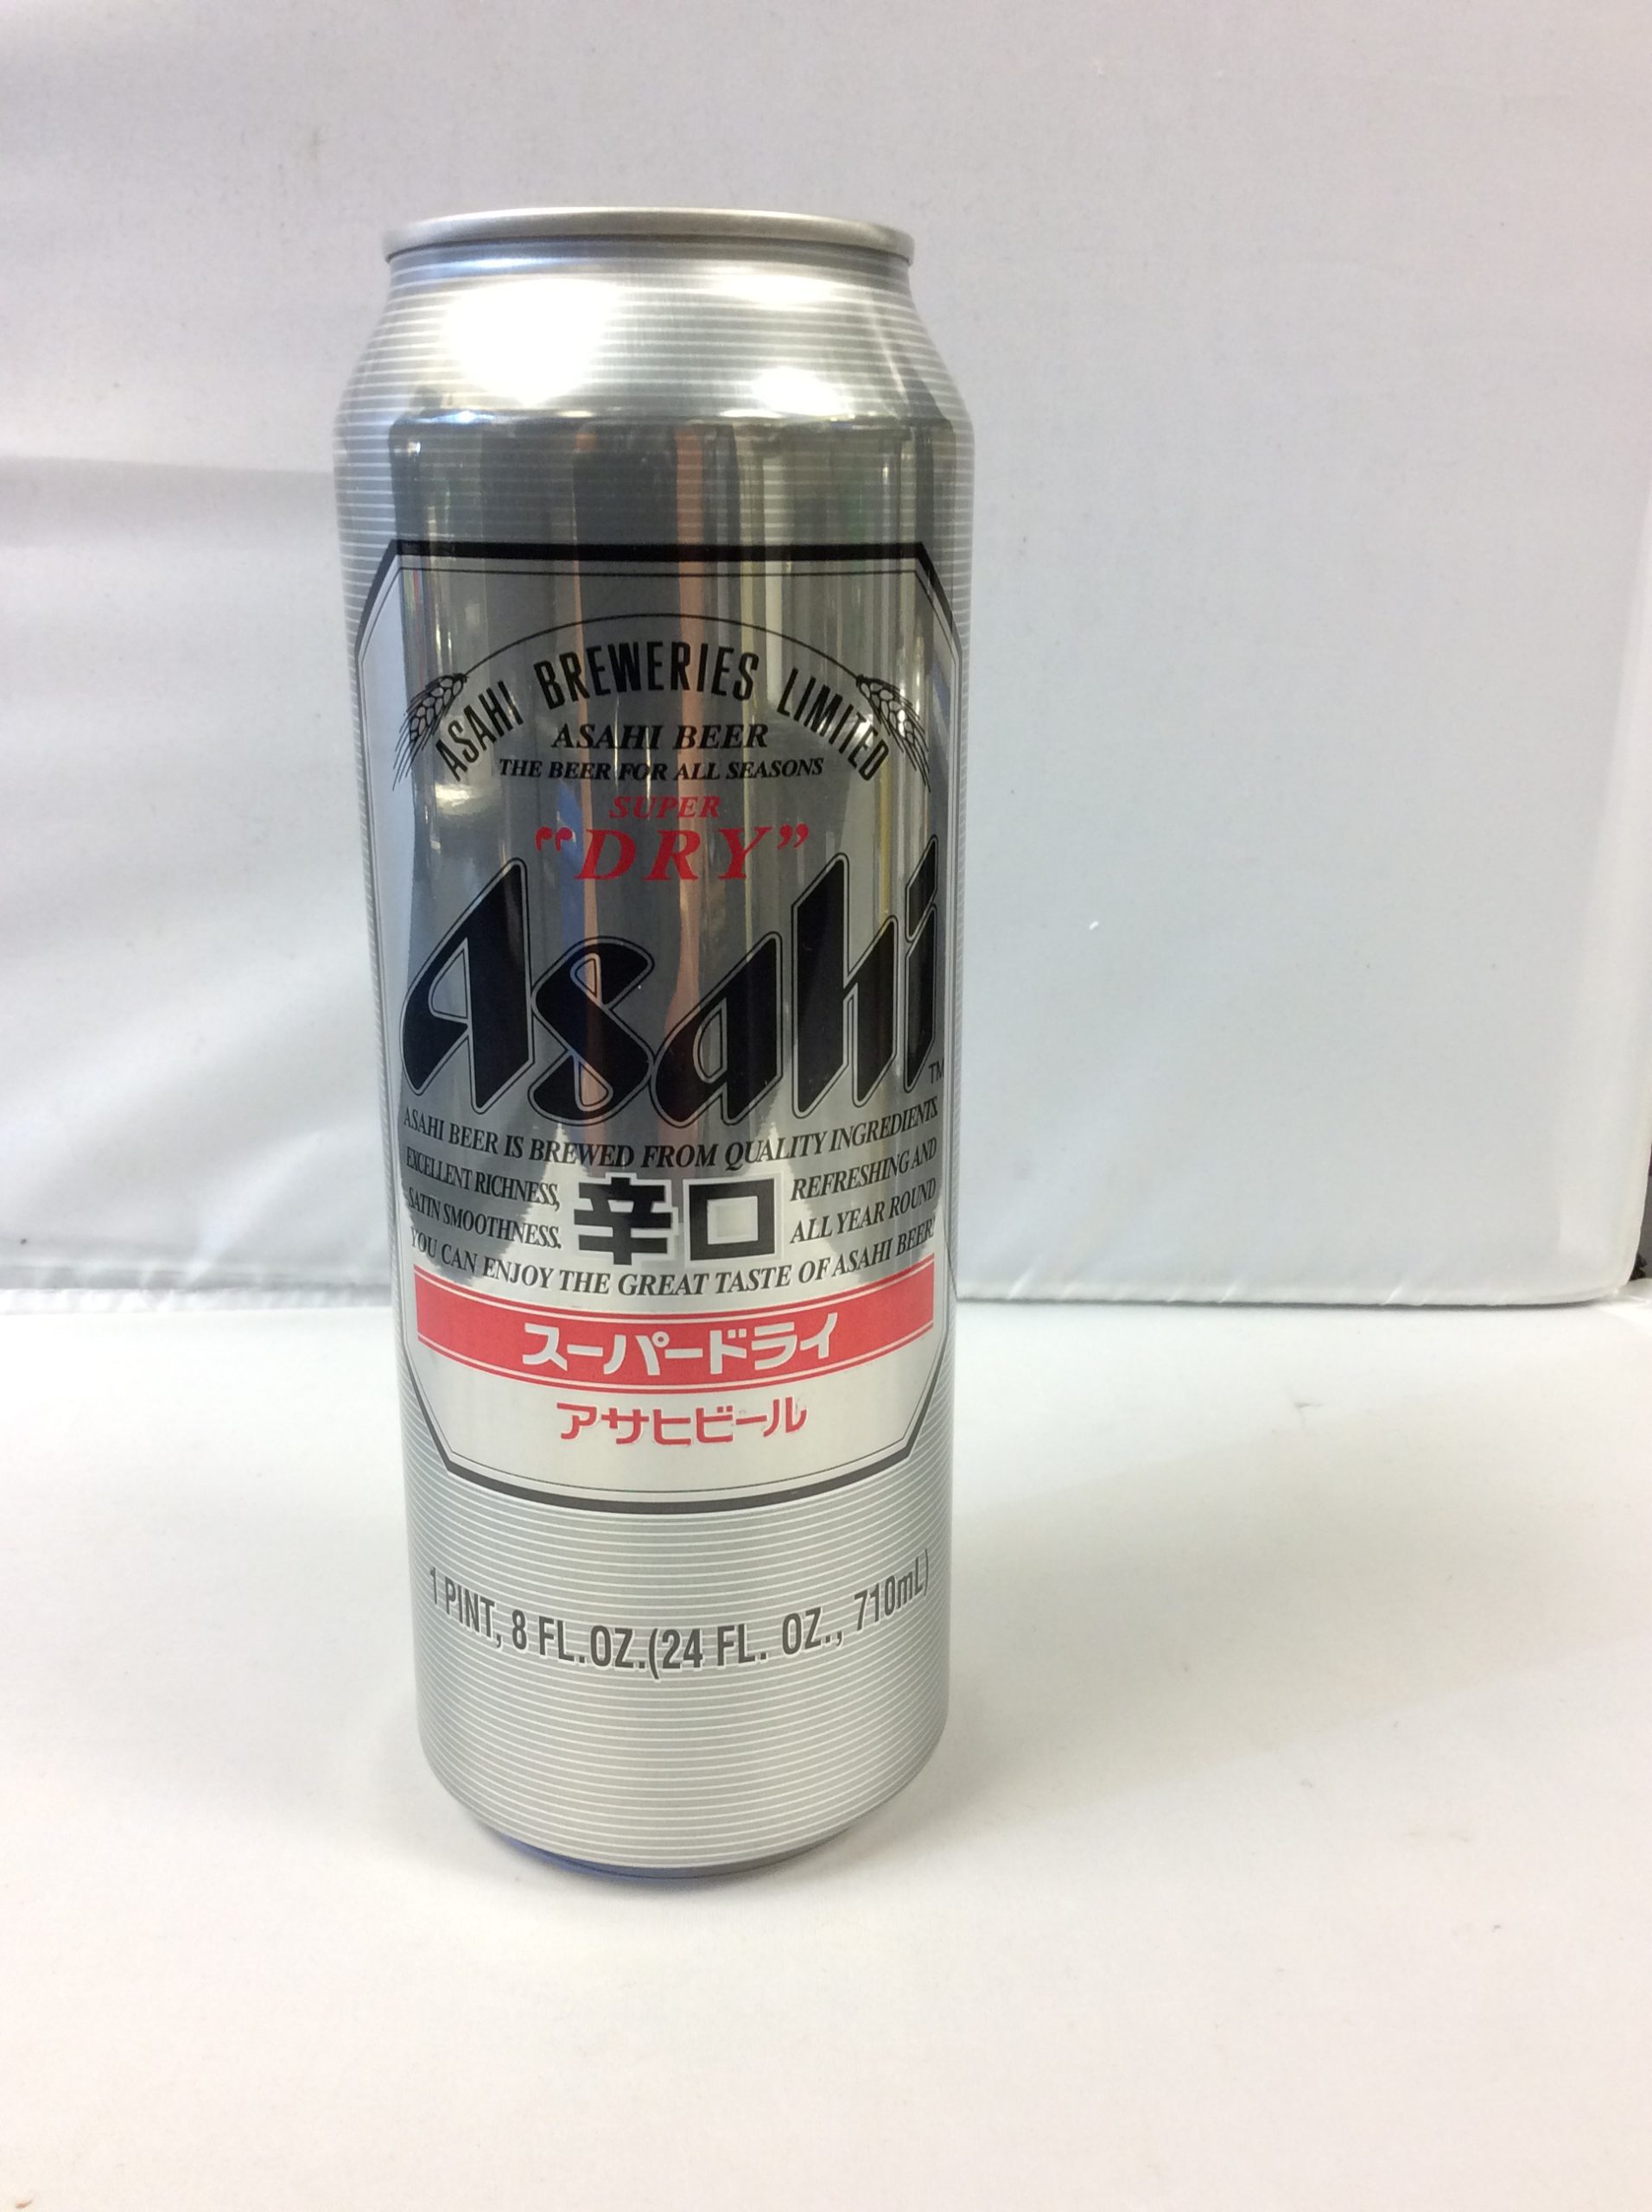 ASAHI BREWERIES LIMITED
ASAHI BEER
THE BEER FOR ALL SEASONS
SUPER
“DRY”
Asahi
TM
ASAHI BEER IS BREWED FROM QUALITY INGREDIENTS.
EXCELLENT RICHNESS,
SATIN SMOOTHNESS.
辛口
REFRESHING AND
ALL YEAR ROUND
YOU CAN ENJOY THE GREAT TASTE OF ASAHI BEER!
スーパードライ
アサヒビール
1 PINT, 8 FL.OZ.(24 FL. OZ., 710mL)